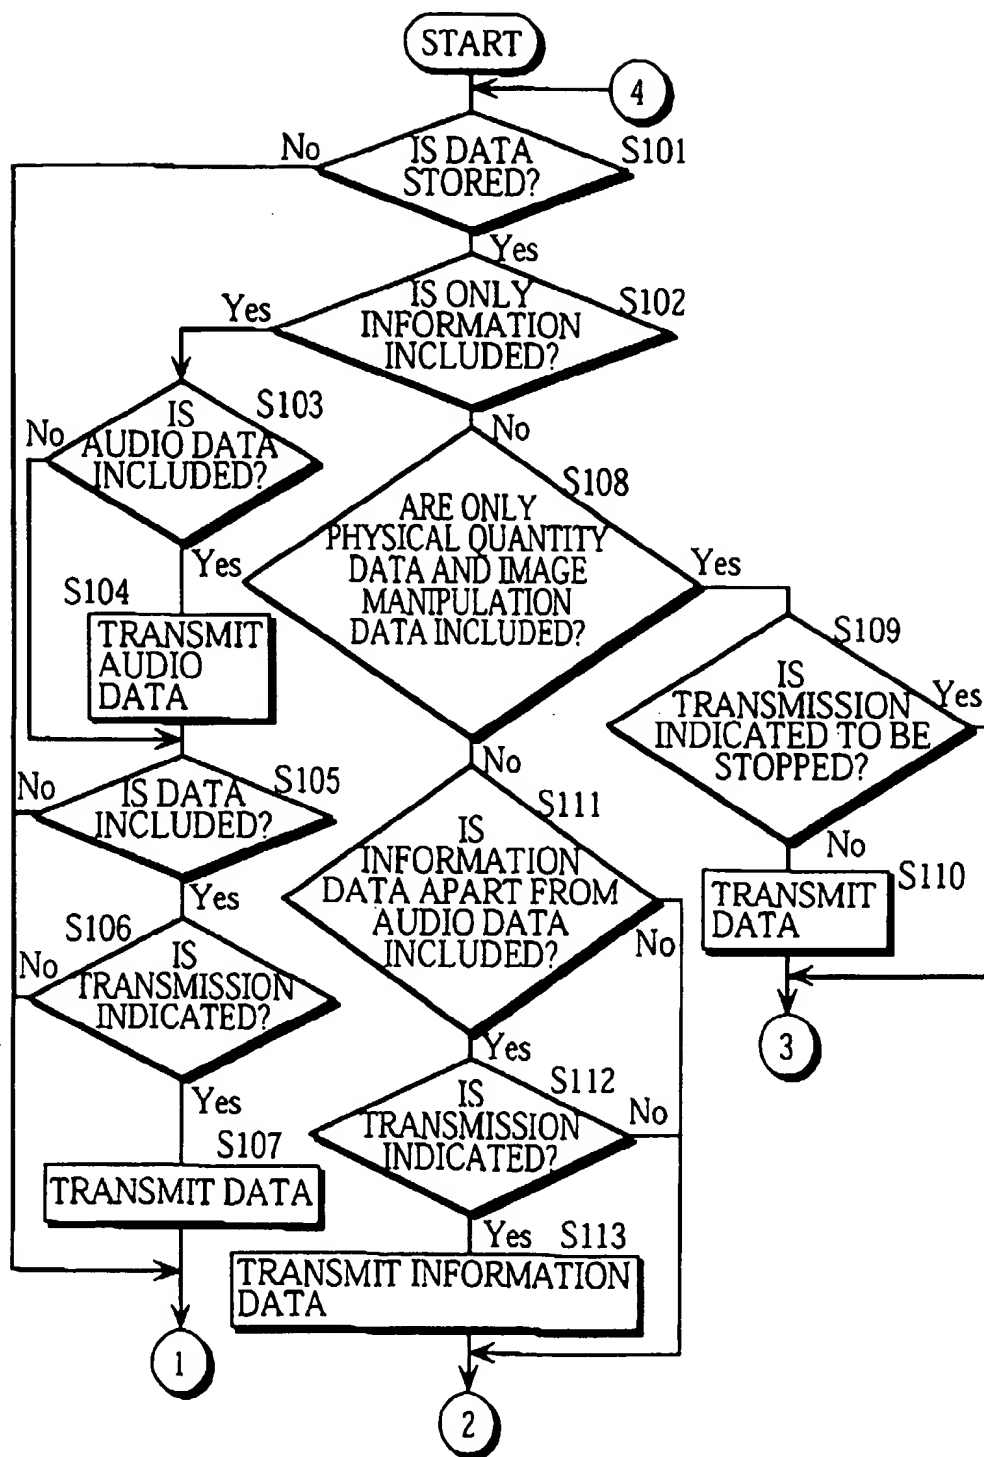 START
4
IS DATA
STORED?
S101
No
Yes
IS ONLY
INFORMATION
INCLUDED?
S102
Yes
No
IS
AUDIO DATA
INCLUDED?
S103
No
Yes
S104
TRANSMIT
AUDIO
DATA
ARE ONLY
PHYSICAL QUANTITY
DATA AND IMAGE
MANIPULATION
DATA INCLUDED?
S108
Yes
No
IS
TRANSMISSION
INDICATED TO BE
STOPPED?
S109
Yes
No
TRANSMIT
DATA
S110
3
IS DATA
INCLUDED?
S105
No
Yes
S106
IS
TRANSMISSION
INDICATED?
No
Yes
S107
TRANSMIT DATA
1
IS
INFORMATION
DATA APART FROM
AUDIO DATA
INCLUDED?
S111
No
Yes
IS
TRANSMISSION
INDICATED?
S112
No
Yes
S113
TRANSMIT INFORMATION
DATA
2